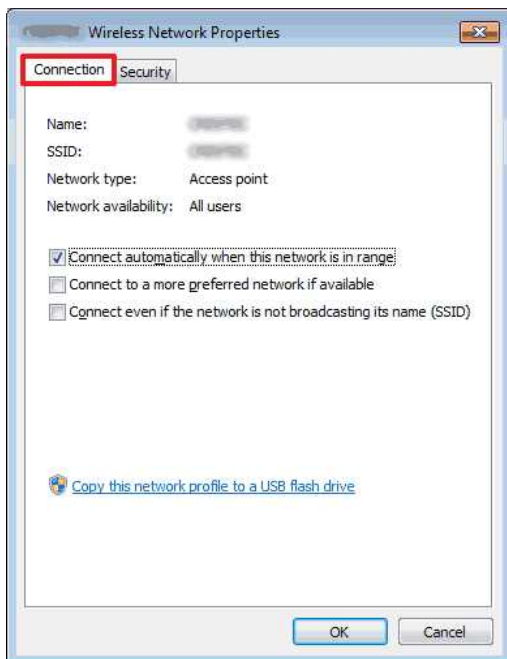 Wireless Network Properties
Connection Security
Name:
SSID:
Network type: Access point
Network availability: All users
Connect automatically when this network is in range
Connect to a more preferred network if available
Connect even if the network is not broadcasting its name (SSID)
Copy this network profile to a USB flash drive
OK Cancel